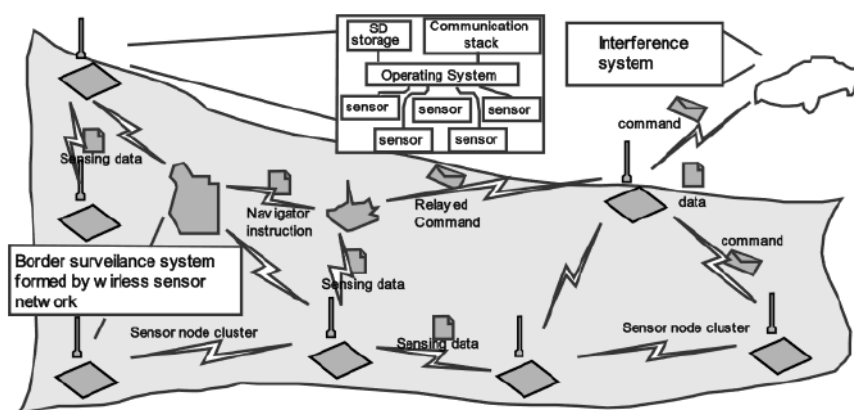 SD
storage
Communication
stack
Operating System
sensor
sensor
sensor
sensor
sensor
Interference
system
command
Sensing data
data
Navigator
instruction
Relayed
Command
command
Border surveilance system
formed by wirless sensor
network
Sensing data
Sensor node cluster
Sensing data
Sensor node cluster